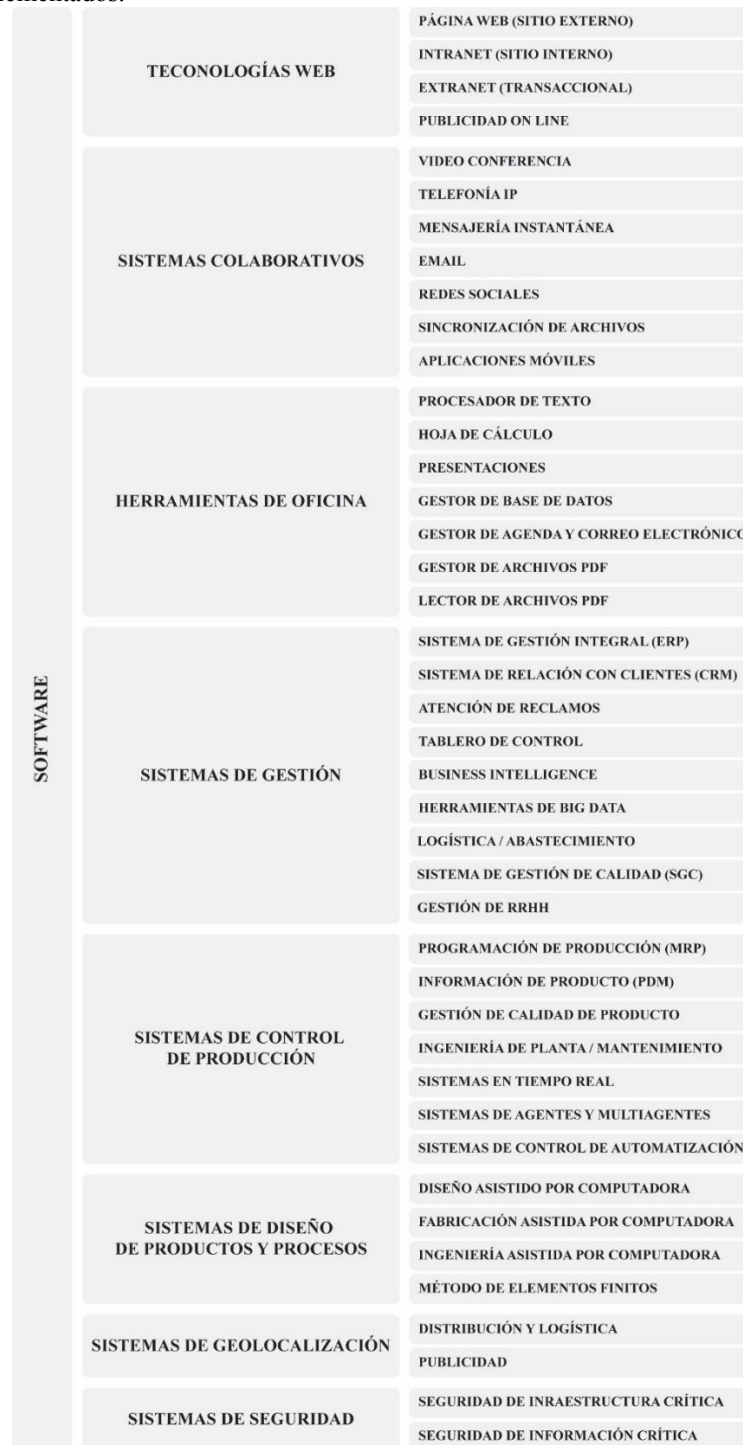 SOFTWARE
TECONOLOGÍAS WEB
PÁGINA WEB (SITIO EXTERNO)
INTRANET (SITIO INTERNO)
EXTRANET (TRANSACCIONAL)
PUBLICIDAD ON LINE
SISTEMAS COLABORATIVOS
VIDEO CONFERENCIA
TELEFONÍA IP
MENSAJERÍA INSTANTÁNEA
EMAIL
REDES SOCIALES
SINCRONIZACIÓN DE ARCHIVOS
APLICACIONES MÓVILES
HERRAMIENTAS DE OFICINA
PROCESADOR DE TEXTO
HOJA DE CÁLCULO
PRESENTACIONES
GESTOR DE BASE DE DATOS
GESTOR DE AGENDA Y CORREO ELECTRÓNICO
GESTOR DE ARCHIVOS PDF
LECTOR DE ARCHIVOS PDF
SISTEMAS DE GESTIÓN
SISTEMA DE GESTIÓN INTEGRAL (ERP)
SISTEMA DE RELACIÓN CON CLIENTES (CRM)
ATENCIÓN DE RECLAMOS
TABLERO DE CONTROL
BUSINESS INTELLIGENCE
HERRAMIENTAS DE BIG DATA
LOGÍSTICA / ABASTECIMIENTO
SISTEMA DE GESTIÓN DE CALIDAD (SGC)
GESTIÓN DE RRHH
SISTEMAS DE CONTROL
DE PRODUCCIÓN
PROGRAMACIÓN DE PRODUCCIÓN (MRP)
INFORMACIÓN DE PRODUCTO (PDM)
GESTIÓN DE CALIDAD DE PRODUCTO
INGENIERÍA DE PLANTA / MANTENIMIENTO
SISTEMAS EN TIEMPO REAL
SISTEMAS DE AGENTES Y MULTIAGENTES
SISTEMAS DE CONTROL DE AUTOMATIZACIÓN
SISTEMAS DE DISEÑO
DE PRODUCTOS Y PROCESOS
DISEÑO ASISTIDO POR COMPUTADORA
FABRICACIÓN ASISTIDA POR COMPUTADORA
INGENIERÍA ASISTIDA POR COMPUTADORA
MÉTODO DE ELEMENTOS FINITOS
SISTEMAS DE GEOLOCALIZACIÓN
DISTRIBUCIÓN Y LOGÍSTICA
PUBLICIDAD
SISTEMAS DE SEGURIDAD
SEGURIDAD DE INRAESTRUCTURA CRÍTICA
SEGURIDAD DE INFORMACIÓN CRÍTICA